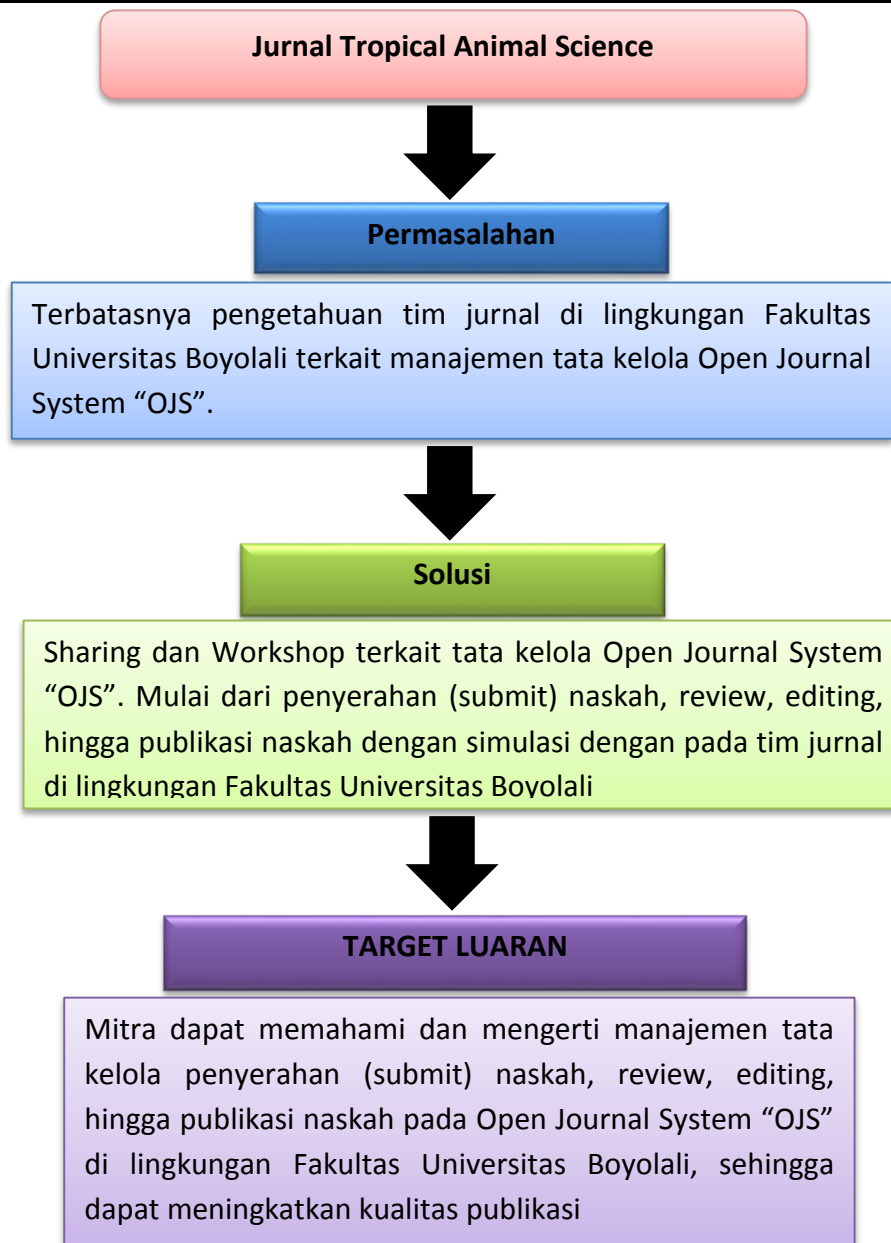 Jurnal Tropical Animal Science
Permasalahan
Terbatasnya pengetahuan tim jurnal di lingkungan Fakultas
Universitas Boyolali terkait manajemen tata kelola Open Journal
System “OJS”.
Solusi
Sharing dan Workshop terkait tata kelola Open Journal System
“OJS”. Mulai dari penyerahan (submit) naskah, review, editing,
hingga publikasi naskah dengan simulasi dengan pada tim jurnal
di lingkungan Fakultas Universitas Boyolali
TARGET LUARAN
Mitra dapat memahami dan mengerti manajemen tata
kelola penyerahan (submit) naskah, review, editing,
hingga publikasi naskah pada Open Journal System “OJS”
di lingkungan Fakultas Universitas Boyolali, sehingga
dapat meningkatkan kualitas publikasi